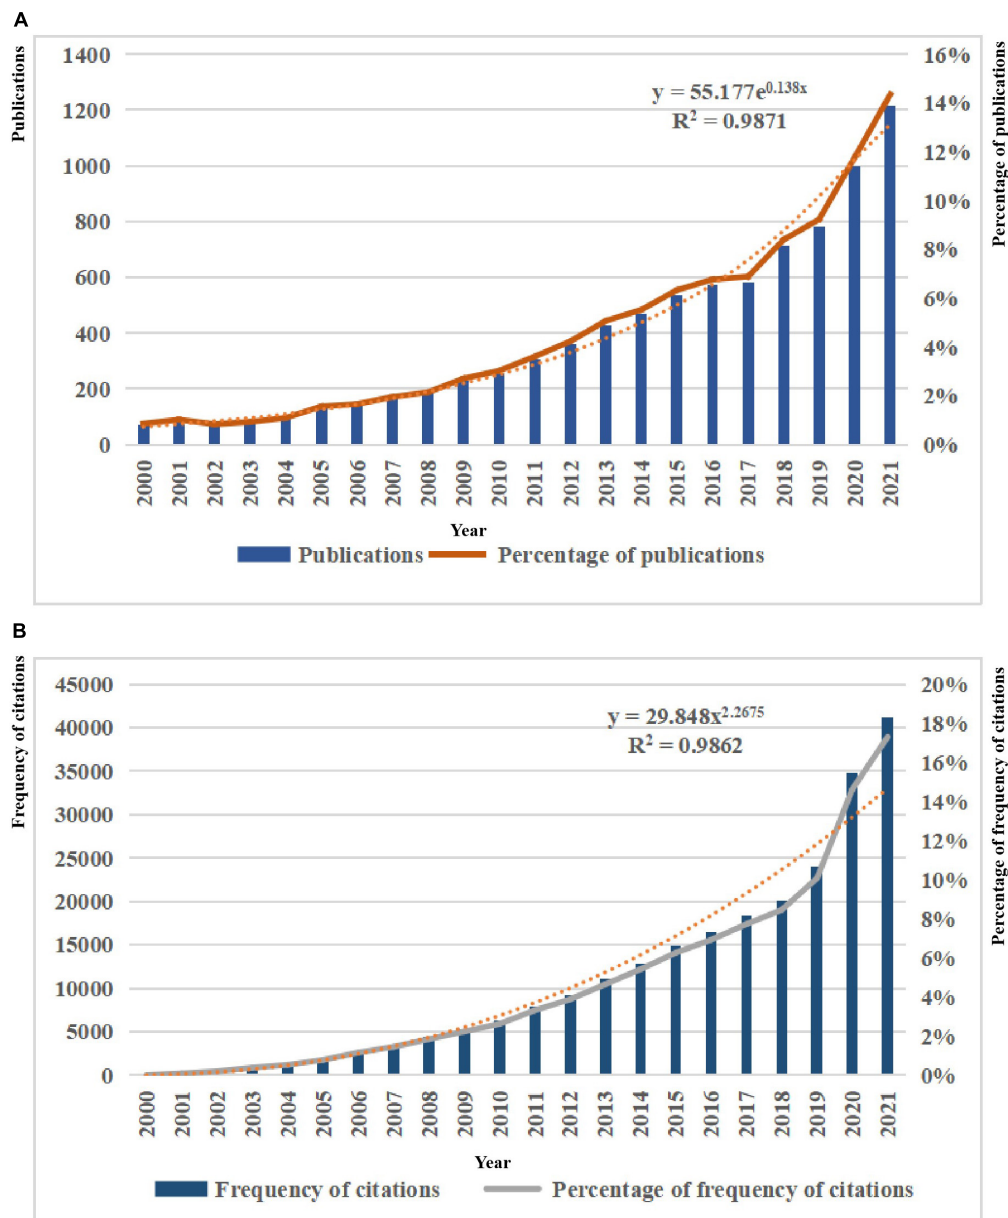 A
Publications
Percentage of publications
1400
1200
1000
800
600
400
200
0
16%
14%
12%
10%
8%
6%
4%
2%
0%
y = 55.177e^0.138x
R² = 0.9871
2000 2001 2002 2003 2004 2005 2006 2007 2008 2009 2010 2011 2012 2013 2014 2015 2016 2017 2018 2019 2020 2021
Year
Publications Percentage of publications
B
Frequency of citations
Percentage of frequency of citations
45000
40000
35000
30000
25000
20000
15000
10000
5000
0
20%
18%
16%
14%
12%
10%
8%
6%
4%
2%
0%
y = 29.848x^2.2675
R² = 0.9862
2000 2001 2002 2003 2004 2005 2006 2007 2008 2009 2010 2011 2012 2013 2014 2015 2016 2017 2018 2019 2020 2021
Year
Frequency of citations Percentage of frequency of citations